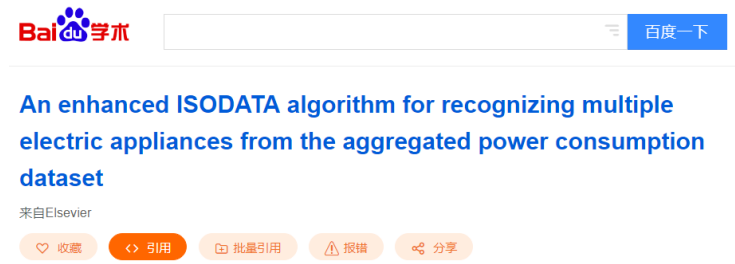 Bai du 学术
百度一下
An enhanced ISODATA algorithm for recognizing multiple
electric appliances from the aggregated power consumption
dataset
来自Elsevier
收藏 <> 引用 批量引用 报错 分享